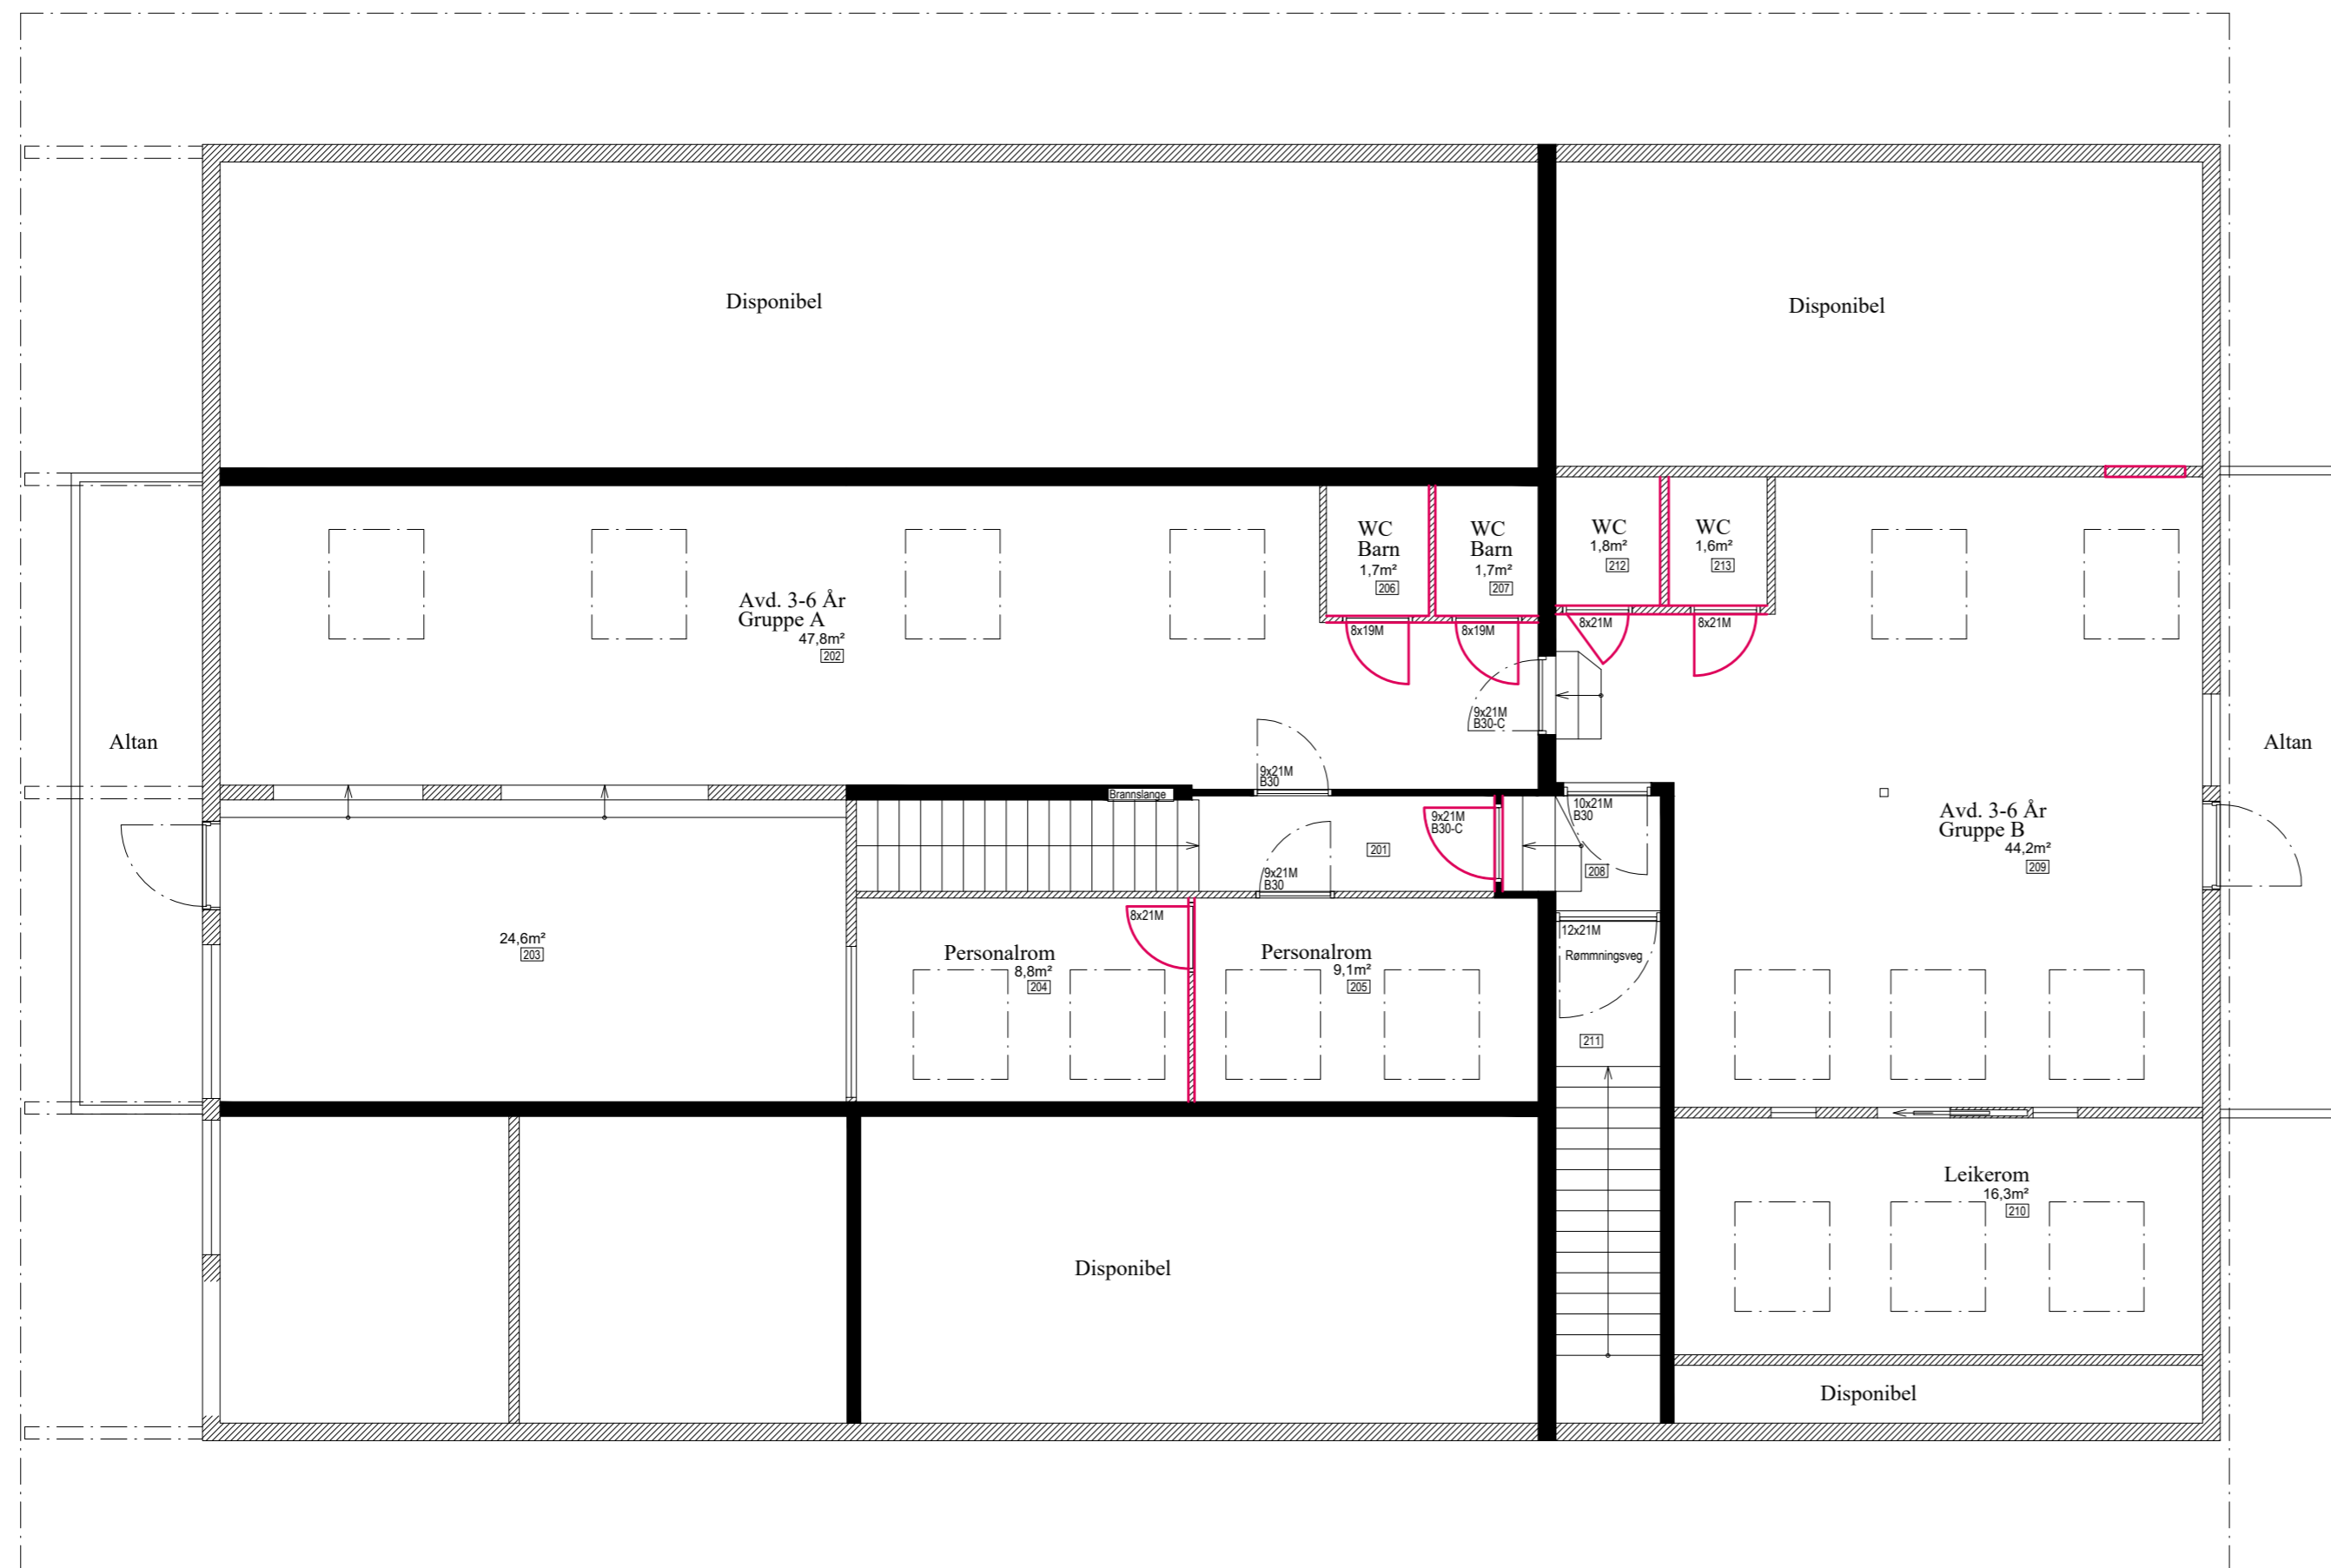 Disponibel
Disponibel
WC
Barn
1,7m²
206
WC
Barn
1,7m²
207
WC
1,8m²
212
WC
1,6m²
213
Avd. 3-6 År
Gruppe A
47,8m²
202
8x19M
8x19M
8x21M
8x21M
Altan
9x21M
B30-C
Altan
9x21M
B30
Brannslange
9x21M
B30-C
10x21M
B30
Avd. 3-6 År
Gruppe B
44,2m²
209
201
208
9x21M
B30
8x21M
24,6m²
203
Personalrom
8,8m²
204
Personalrom
9,1m²
205
12x21M
Rømmningsveg
211
Leikerom
16,3m²
210
Disponibel
Disponibel